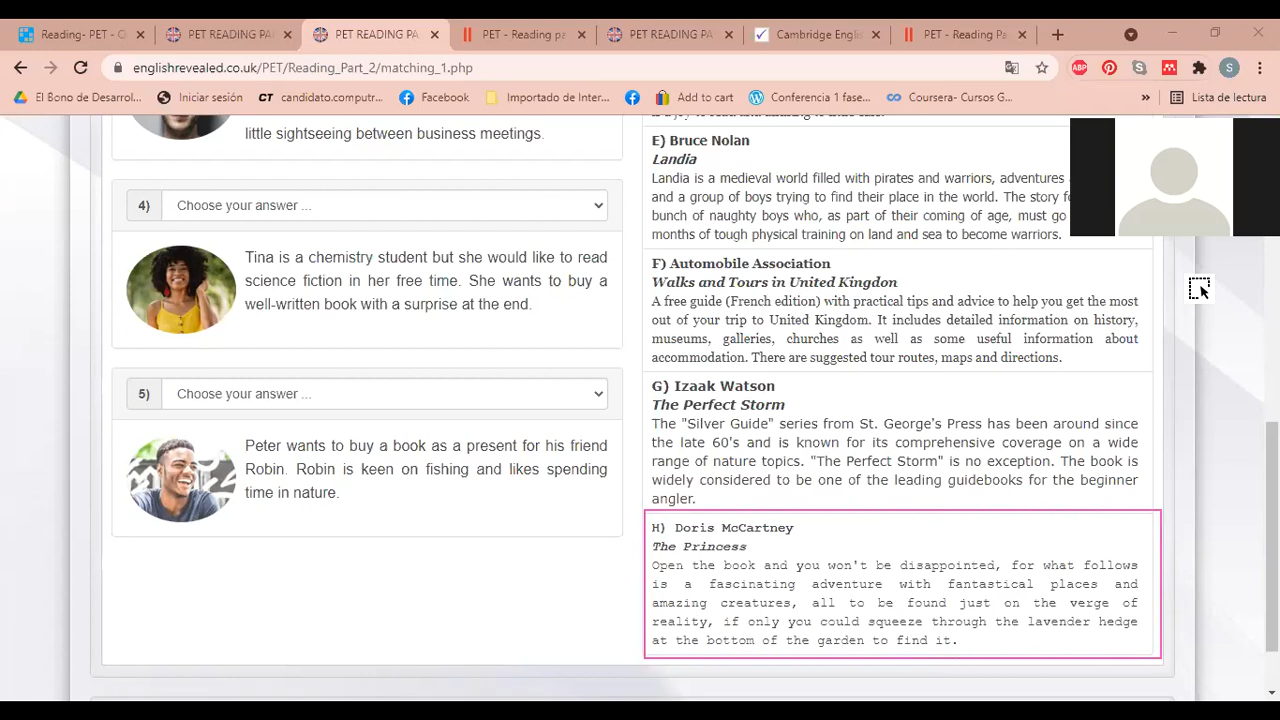 Reading- PET - G
PET READING PA
PET READING PA
PET - Reading pa
PET READING PA
Cambridge Engli
PET - Reading Pa
englishrevealed.co.uk/PET/Reading_Part_2/matching_1.php
ABP
S
El Bono de Desarrol...
Iniciar sesión
CT
candidato.computr...
Facebook
Importado de Inter...
Add to cart
Conferencia 1 fase...
Coursera- Cursos G...
»
Lista de lectura
little sightseeing between business meetings.
4)
Choose your answer ...
Tina is a chemistry student but she would like to read
science fiction in her free time. She wants to buy a
well-written book with a surprise at the end.
5)
Choose your answer ...
Peter wants to buy a book as a present for his friend
Robin. Robin is keen on fishing and likes spending
time in nature.
E) Bruce Nolan
Landia
Landia is a medieval world filled with pirates and warriors, adventures
and a group of boys trying to find their place in the world. The story
bunch of naughty boys who, as part of their coming of age, must go
months of tough physical training on land and sea to become warriors.
F) Automobile Association
Walks and Tours in United Kingdon
A free guide (French edition) with practical tips and advice to help you get the most
out of your trip to United Kingdom. It includes detailed information on history,
museums, galleries, churches as well as some useful information about
accommodation. There are suggested tour routes, maps and directions.
G) Izaak Watson
The Perfect Storm
The "Silver Guide" series from St. George's Press has been around since
the late 60's and is known for its comprehensive coverage on a wide
range of nature topics. "The Perfect Storm" is no exception. The book is
widely considered to be one of the leading guidebooks for the beginner
angler.
H) Doris McCartney
The Princess
Open the book and you won't be disappointed, for what follows
is a fascinating adventure with fantastical places and
amazing creatures, all to be found just on the verge of
reality, if only you could squeeze through the lavender hedge
at the bottom of the garden to find it.